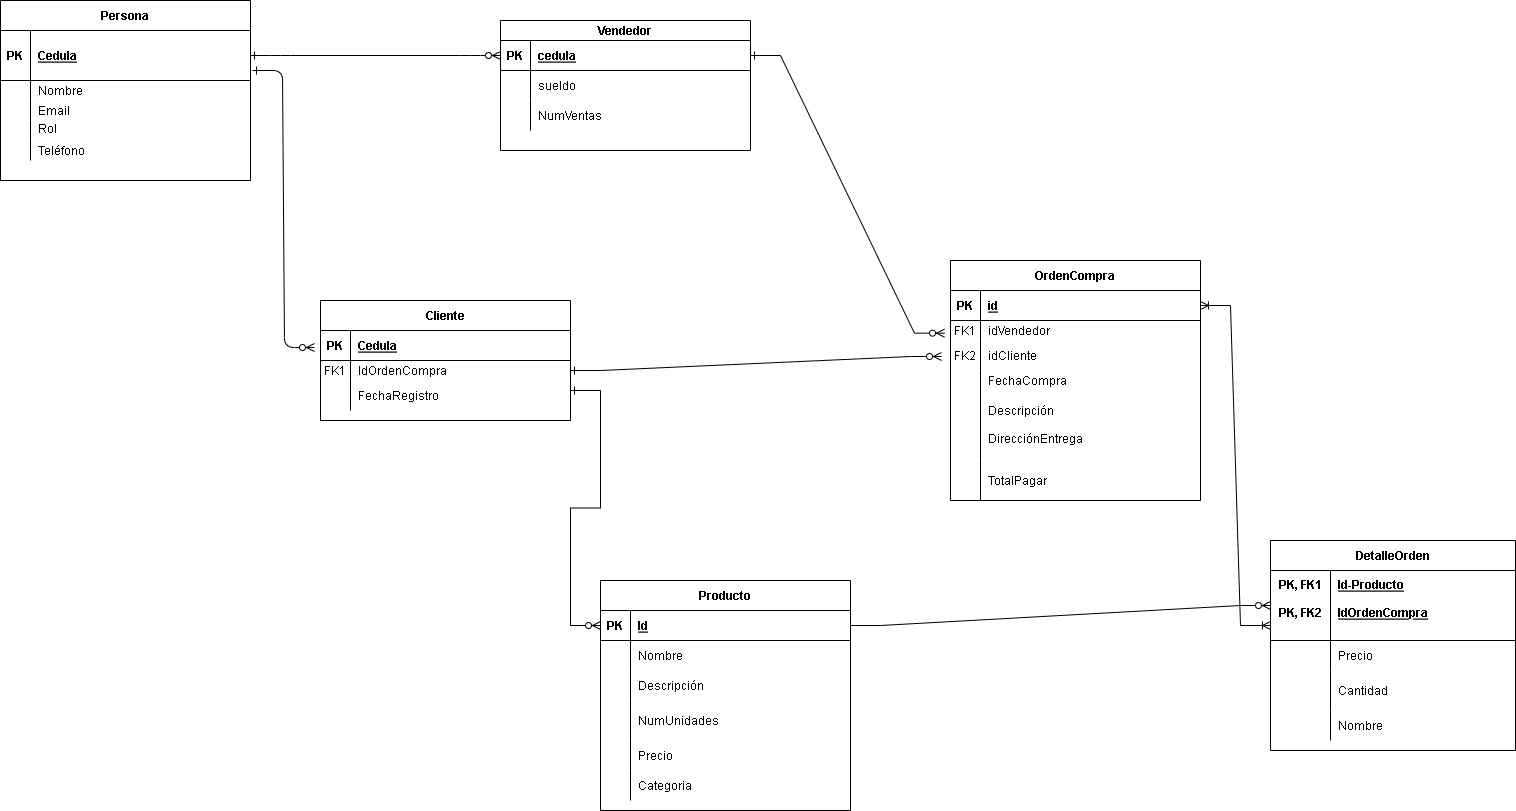 Persona
PK Cedula
Nombre
Email
Rol
Teléfono
Vendedor
PK cedula
sueldo
NumVentas
Cliente
PK Cedula
FK1 IdOrdenCompra
FechaRegistro
OrdenCompra
PK id
FK1 idVendedor
FK2 idCliente
FechaCompra
Descripción
DirecciónEntrega
TotalPagar
Producto
PK Id
Nombre
Descripción
NumUnidades
Precio
Categoria
DetalleOrden
PK, FK1 Id-Producto
PK, FK2 IdOrdenCompra
Precio
Cantidad
Nombre